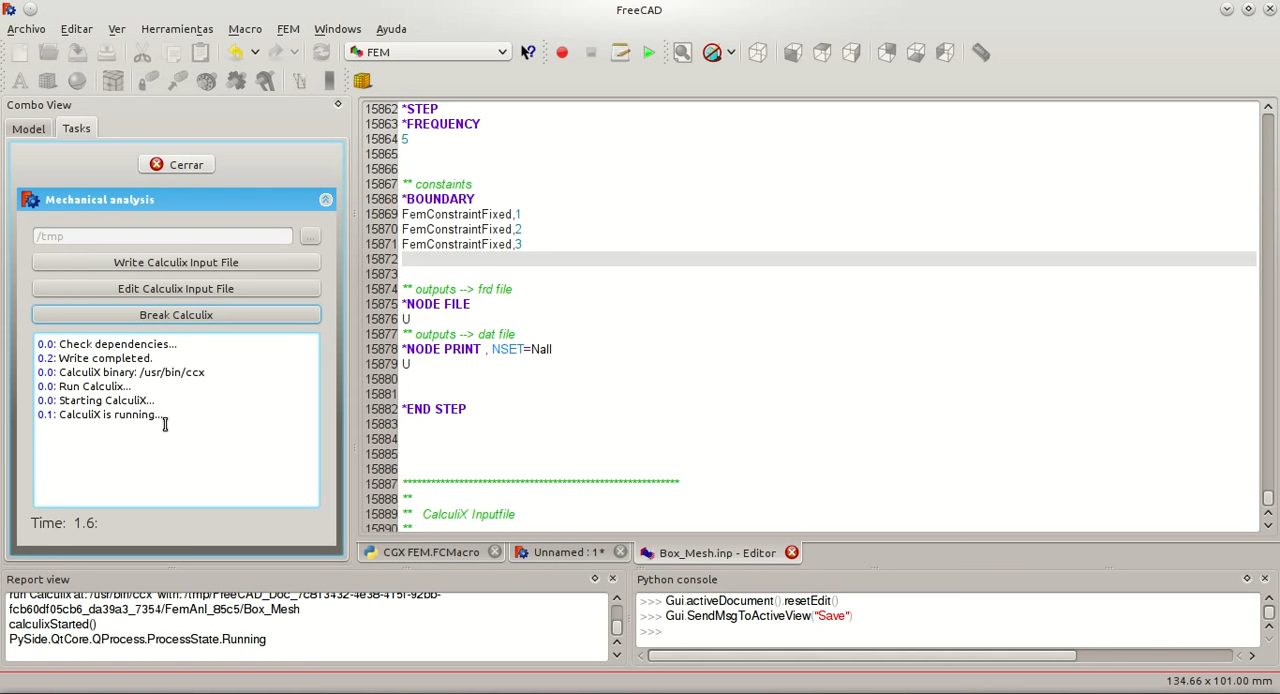 FreeCAD
Archivo Editar Ver Herramientas Macro FEM Windows Ayuda
FEM
Combo View
Model Tasks
Cerrar
Mechanical analysis
/tmp
...
Write Calculix Input File
Edit Calculix Input File
Break Calculix
0.0: Check dependencies...
0.2: Write completed.
0.0: CalculiX binary: /usr/bin/ccx
0.0: Run Calculix...
0.0: Starting CalculiX...
0.1: CalculiX is running...
Time: 1.6:
15862 *STEP
15863 *FREQUENCY
15864 5
15865
15866
15867 ** constaints
15868 *BOUNDARY
15869 FemConstraintFixed,1
15870 FemConstraintFixed,2
15871 FemConstraintFixed,3
15872
15873
15874 ** outputs --> frd file
15875 *NODE FILE
15876 U
15877 ** outputs --> dat file
15878 *NODE PRINT , NSET=Nall
15879 U
15880
15881
15882 *END STEP
15883
15884
15885
15886
15887 ***********************************************************
15888 **
15889 ** CalculiX Inputfile
15890 **
CGX FEM.FCMacro Unnamed : 1* Box_Mesh.inp - Editor
Report view
fcb60df05cb6_da39a3_7354/FemAnl_85c5/Box_Mesh
calculixStarted()
PySide.QtCore.QProcess.ProcessState.Running
Python console
>>> Gui.activeDocument().resetEdit()
>>> Gui.SendMsgToActiveView("Save")
>>>
134.66 x 101.00 mm